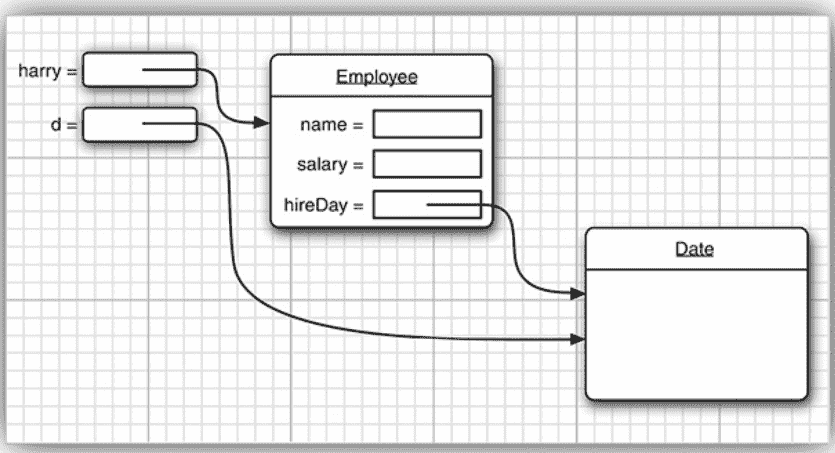 harry =
d =
Employee
name =
salary =
hireDay =
Date